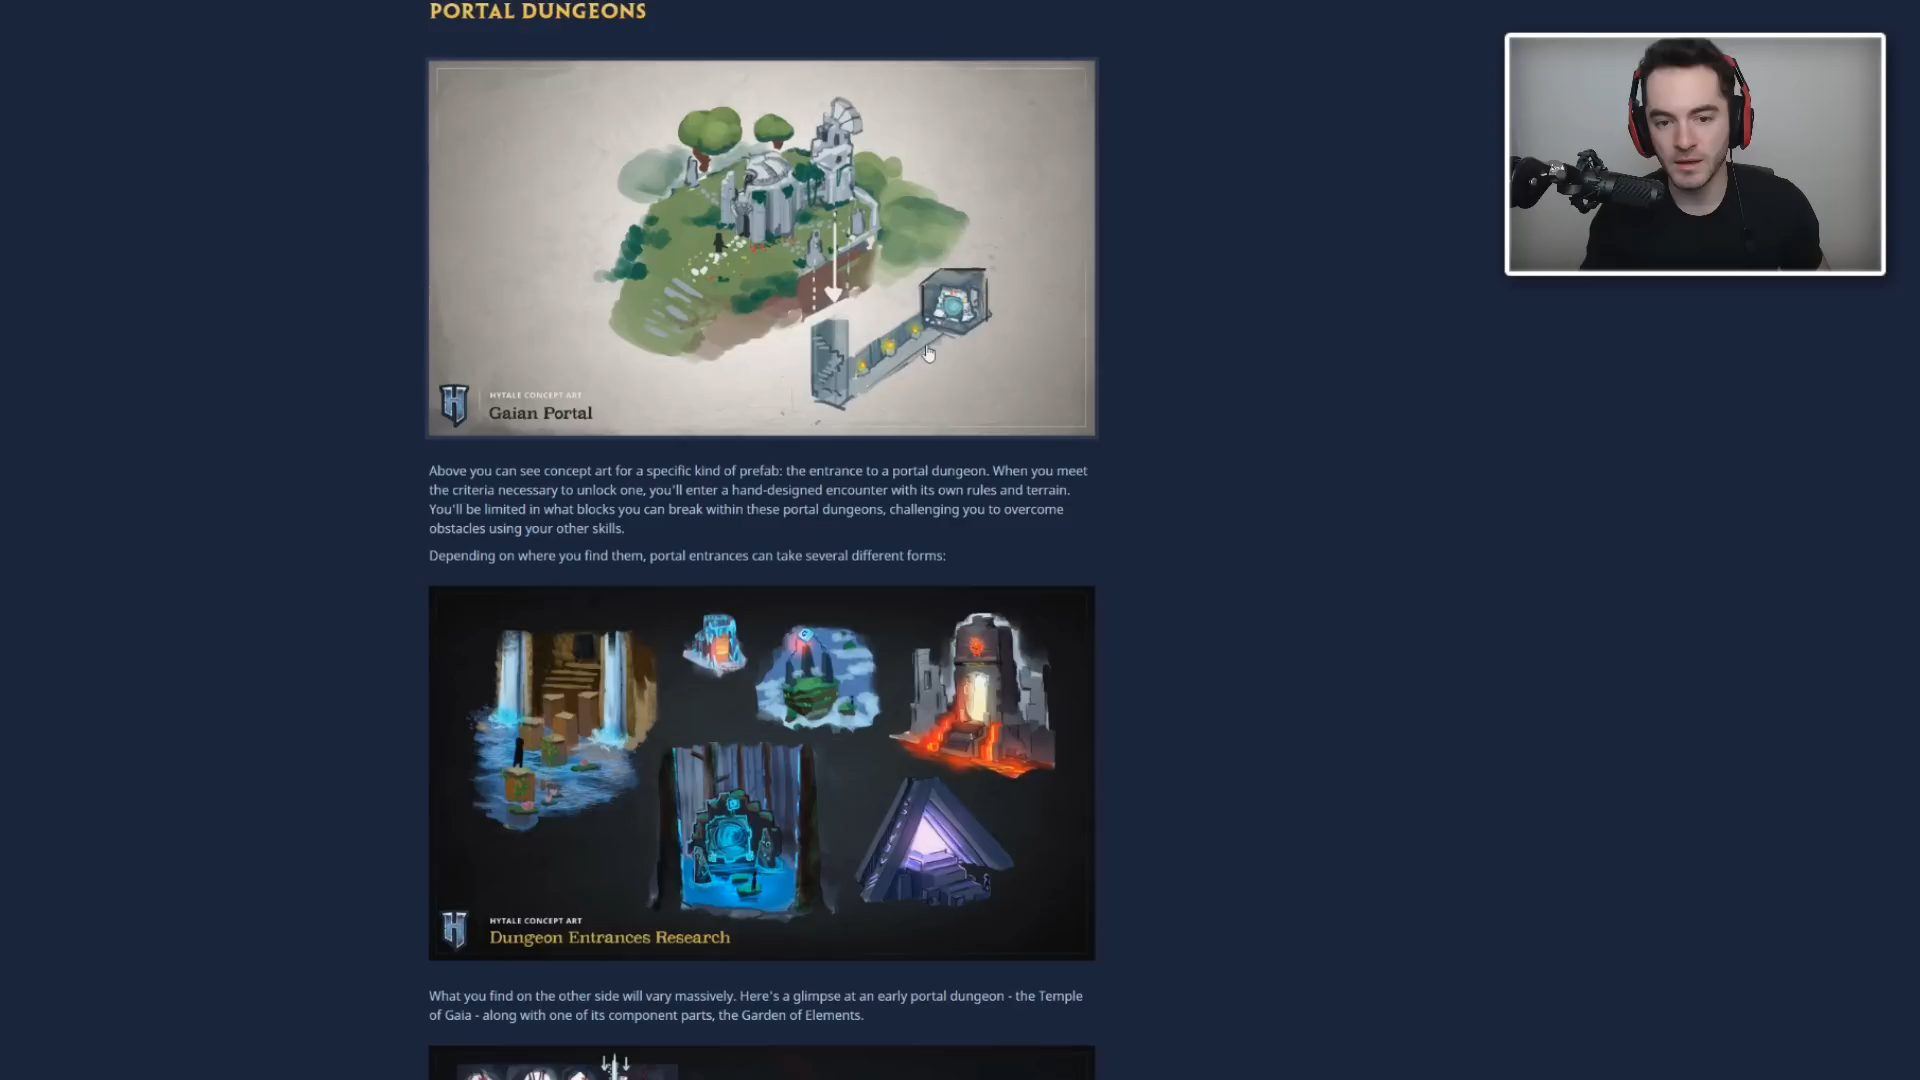 PORTAL DUNGEONS
HYTALE CONCEPT ART
Gaian Portal
Above you can see concept art for a specific kind of prefab: the entrance to a portal dungeon. When you meet
the criteria necessary to unlock one, you'll enter a hand-designed encounter with its own rules and terrain.
You'll be limited in what blocks you can break within these portal dungeons, challenging you to overcome
obstacles using your other skills.
Depending on where you find them, portal entrances can take several different forms:
HYTALE CONCEPT ART
Dungeon Entrances Research
What you find on the other side will vary massively. Here's a glimpse at an early portal dungeon - the Temple
of Gaia - along with one of its component parts, the Garden of Elements.